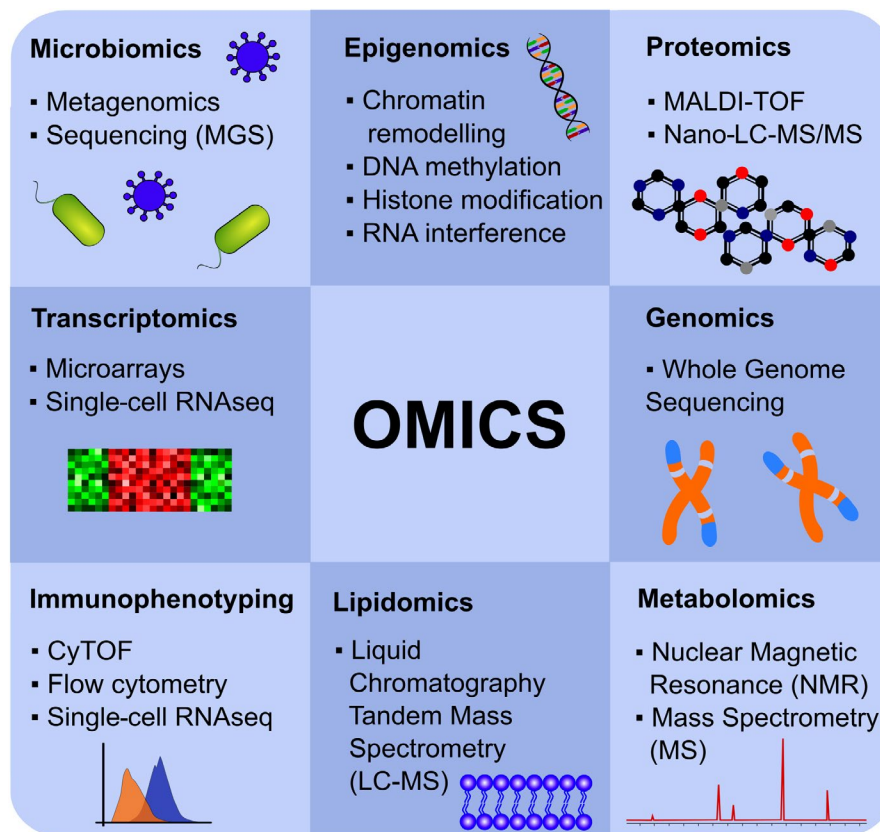 Microbiomics
▪ Metagenomics
▪ Sequencing (MGS)
Epigenomics
▪ Chromatin
remodelling
▪ DNA methylation
▪ Histone modification
▪ RNA interference
Proteomics
▪ MALDI-TOF
▪ Nano-LC-MS/MS
Transcriptomics
▪ Microarrays
▪ Single-cell RNAseq
OMICS
Genomics
▪ Whole Genome
Sequencing
Immunophenotyping
▪ CyTOF
▪ Flow cytometry
▪ Single-cell RNAseq
Lipidomics
▪ Liquid
Chromatography
Tandem Mass
Spectrometry
(LC-MS)
Metabolomics
▪ Nuclear Magnetic
Resonance (NMR)
▪ Mass Spectrometry
(MS)